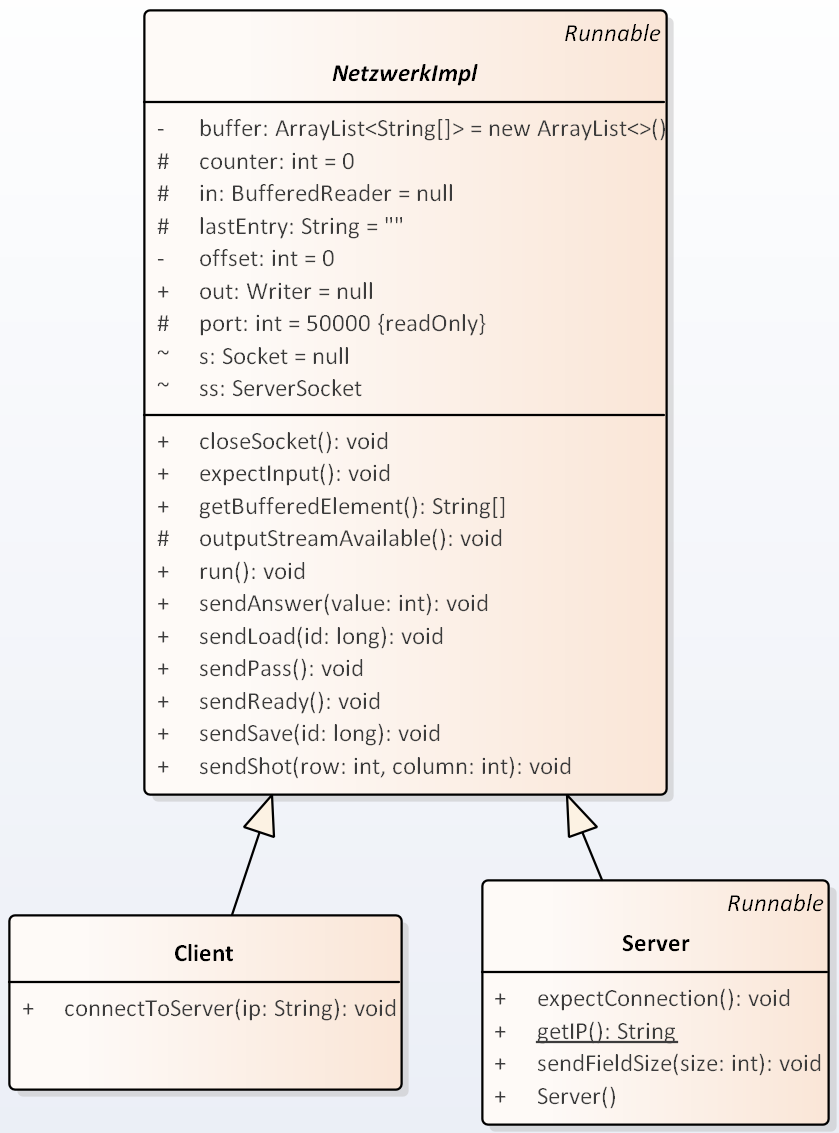 Runnable
NetzwerkImpl
- buffer: ArrayList<String[]> = new ArrayList<>()
# counter: int = 0
# in: BufferedReader = null
# lastEntry: String = ""
- offset: int = 0
+ out: Writer = null
# port: int = 50000 {readOnly}
~ s: Socket = null
~ ss: ServerSocket
+ closeSocket(): void
+ expectInput(): void
+ getBufferedElement(): String[]
# outputStreamAvailable(): void
+ run(): void
+ sendAnswer(value: int): void
+ sendLoad(id: long): void
+ sendPass(): void
+ sendReady(): void
+ sendSave(id: long): void
+ sendShot(row: int, column: int): void
Client
+ connectToServer(ip: String): void
Runnable
Server
+ expectConnection(): void
+ getIP(): String
+ sendFieldSize(size: int): void
+ Server()